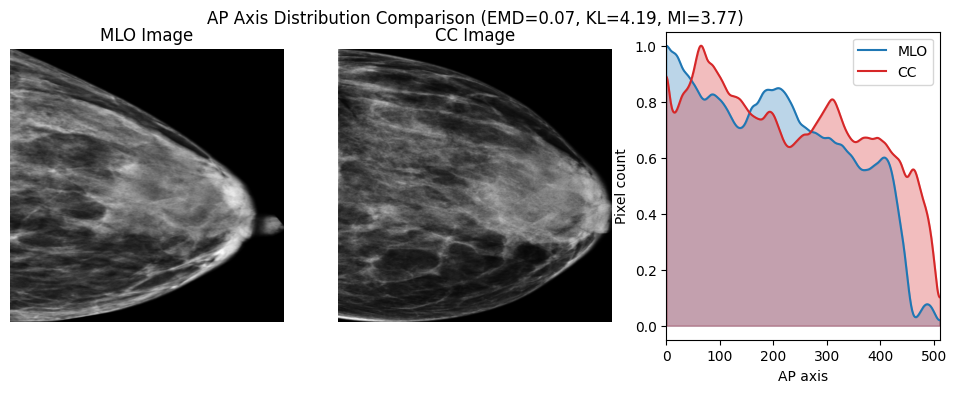 AP Axis Distribution Comparison (EMD=0.07, KL=4.19, MI=3.77)
MLO Image
CC Image
MLO
CC
1.0
0.8
0.6
0.4
0.2
0.0
Pixel count
0 100 200 300 400 500
AP axis